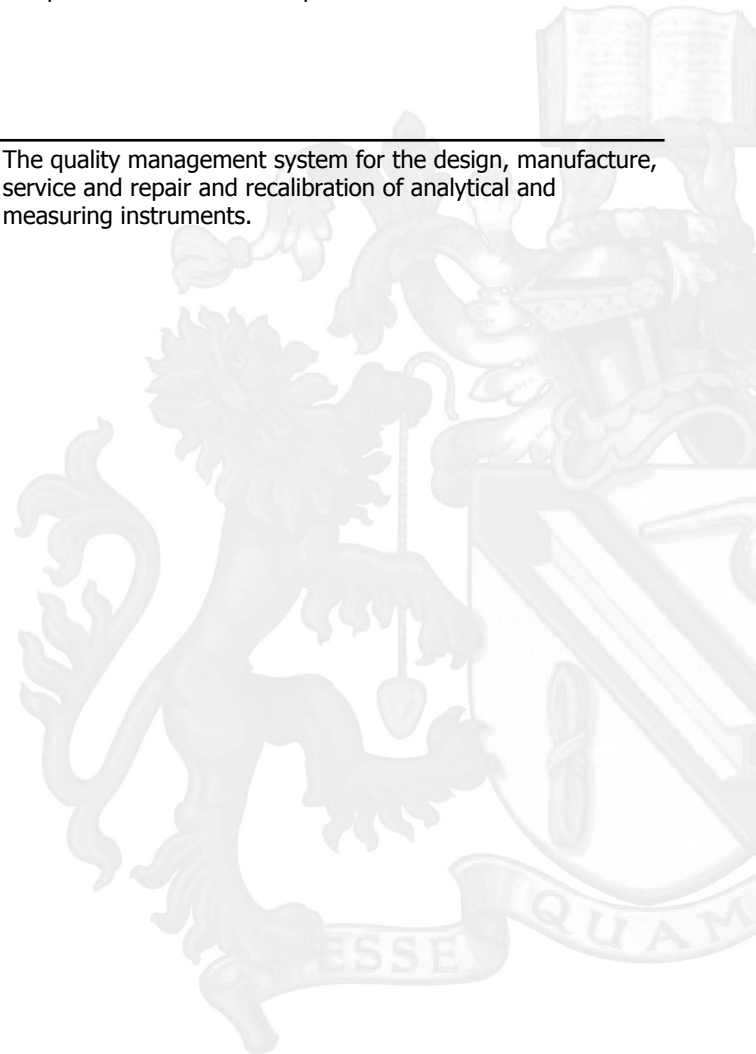 The quality management system for the design, manufacture,
service and repair and recalibration of analytical and
measuring instruments.
ESSE
QUAM